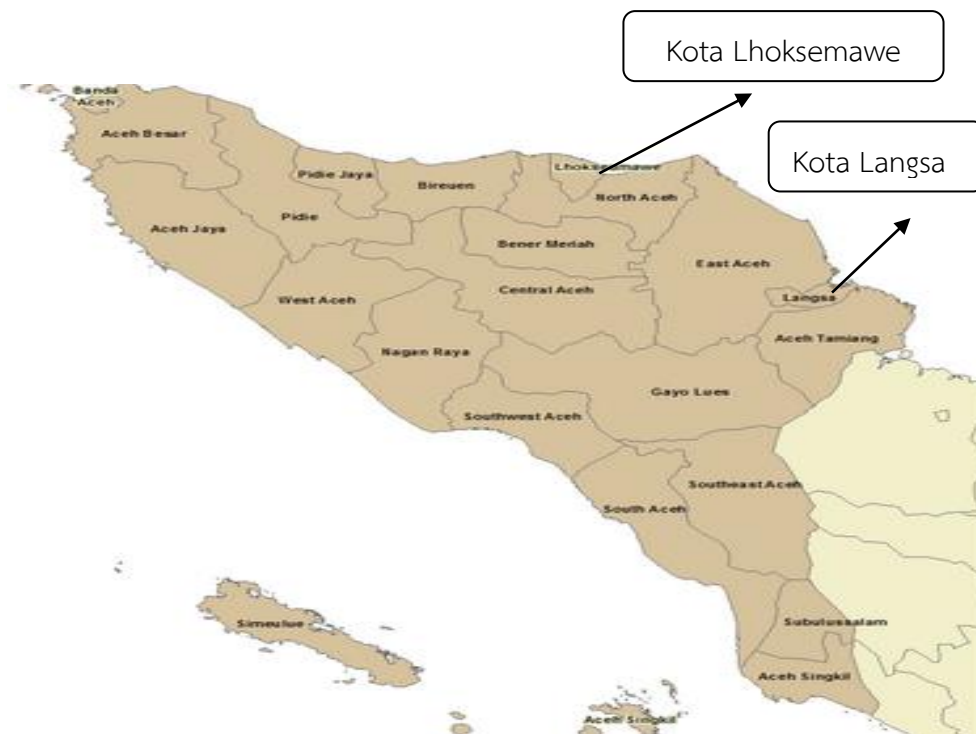 Kota Lhoksemawe
Kota Langsa
Banda
Aceh
Aceh Besar
Pidie Jaya
Bireuen
Lhoksemawe
North Aceh
Aceh Jaya
Pidie
Bener Meriah
East Aceh
West Aceh
Central Aceh
Langsa
Nagan Raya
Aceh Tamiang
Gayo Lues
Southwest Aceh
Southeast Aceh
South Aceh
Simeulue
Subulussalam
Aceh Singkil
Aceh Singkil